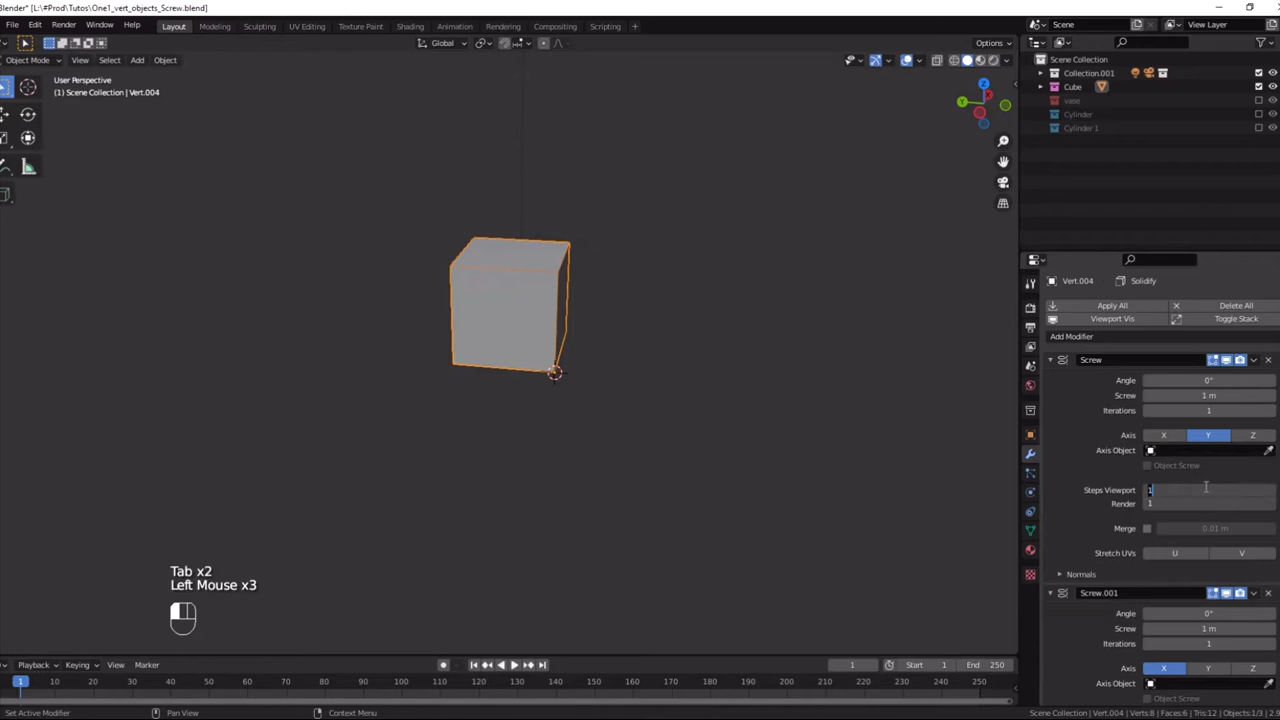 Blender* [L:\#Prod\Tutos\One1_vert_objects_Screw.blend]
File Edit Render Window Help Layout Modeling Sculpting UV Editing Texture Paint Shading Animation Rendering Compositing Scripting + Scene View Layer
Global Options
Object Mode View Select Add Object
User Perspective
(1) Scene Collection | Vert.004
Scene Collection
Collection.001
Cube
vase
Cylinder
Cylinder 1
Z
Y
X
Vert.004 Solidify
Apply All Delete All
Viewport Vis Toggle Stack
Add Modifier
Screw
Angle 0°
Screw 1 m
Iterations 1
Axis X Y Z
Axis Object
Object Screw
Steps Viewport 1
Render 1
Merge 0.01 m
Stretch UVs U V
Normals
Screw.001
Angle 0°
Screw 1 m
Iterations 1
Axis X Y Z
Axis Object
Object Screw
Tab x2
Left Mouse x3
Playback Keying View Marker 1 Start 1 End 250
1 10 20 30 40 50 60 70 80 90 100 110 120 130 140 150 160 170 180 190 200 210 220 230 240 250
Set Active Modifier Pan View Context Menu Scene Collection | Vert.004 | Verts:8 | Faces:6 | Tris:12 | Objects:1/3 | 2.9